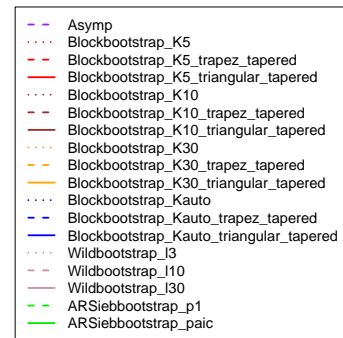 Asymp
Blockbootstrap_K5
Blockbootstrap_K5_trapez_tapered
Blockbootstrap_K5_triangular_tapered
Blockbootstrap_K10
Blockbootstrap_K10_trapez_tapered
Blockbootstrap_K10_triangular_tapered
Blockbootstrap_K30
Blockbootstrap_K30_trapez_tapered
Blockbootstrap_K30_triangular_tapered
Blockbootstrap_Kauto
Blockbootstrap_Kauto_trapez_tapered
Blockbootstrap_Kauto_triangular_tapered
Wildbootstrap_l3
Wildbootstrap_l10
Wildbootstrap_l30
ARSiebbootstrap_p1
ARSiebbootstrap_paic